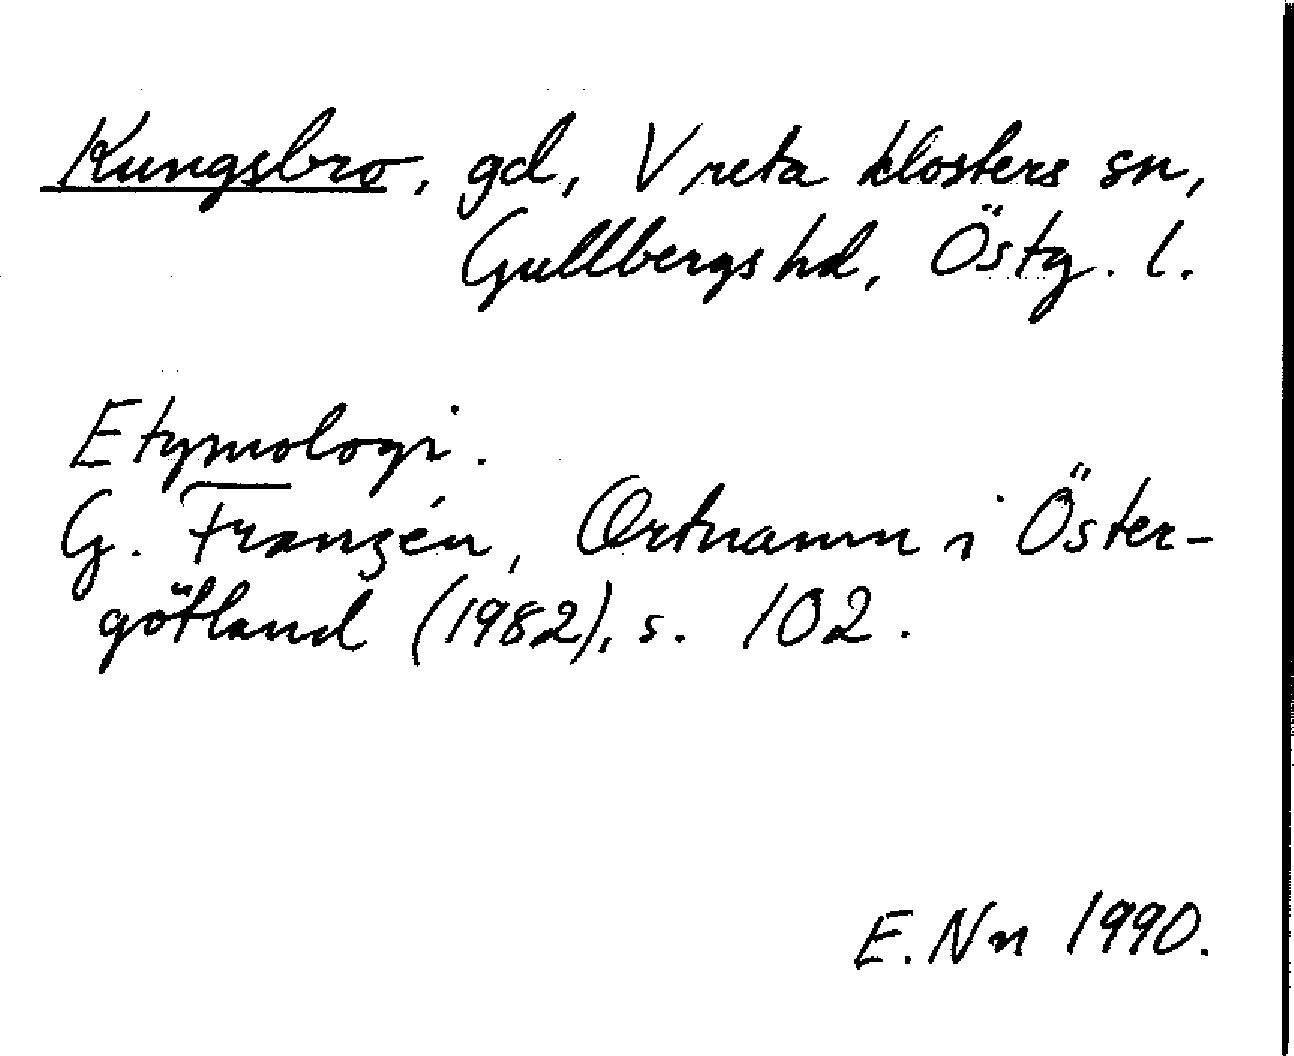 Kungsbro, gd, Vreta klosters sn,
Gullbergs hd, Östg. l.
Etymologi.
G. Franzén, Ortnamn i Öster-
götland (1982), s. 102.
E. Nn 1990.